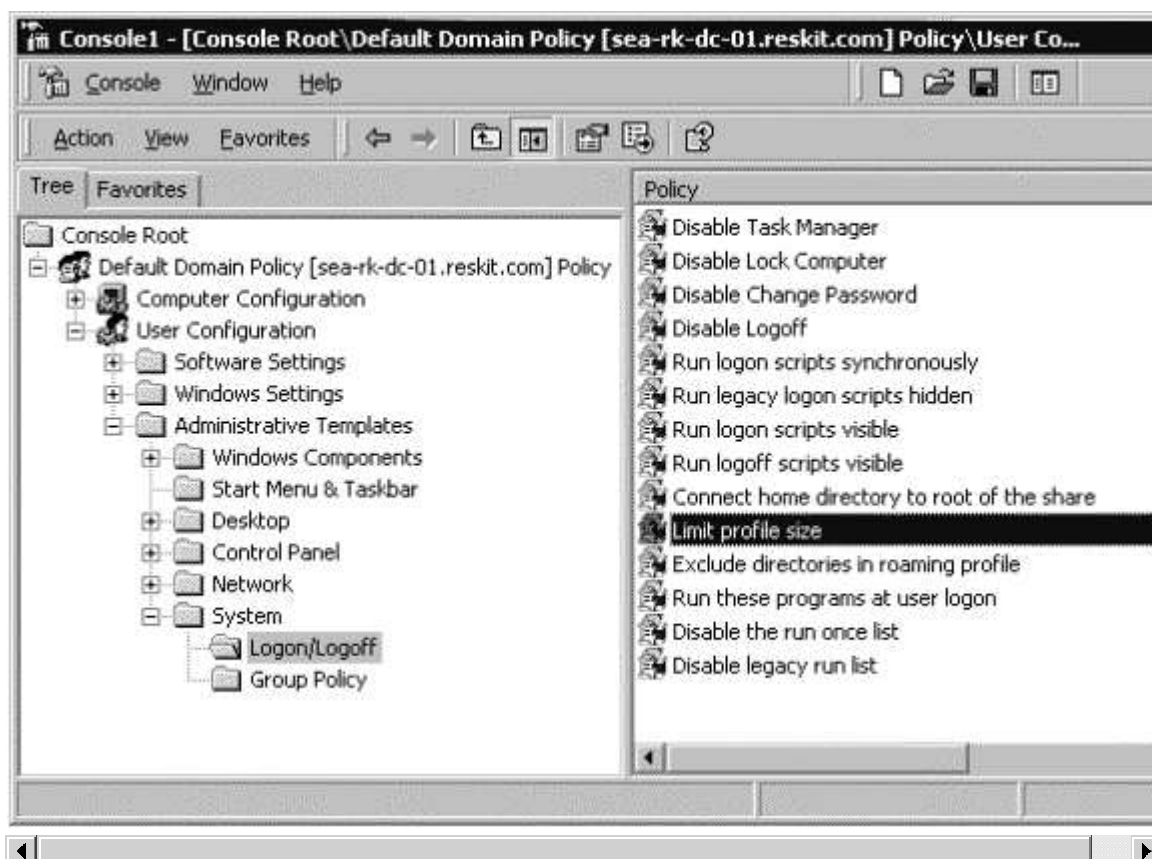 Console1 - [Console Root\Default Domain Policy [sea-rk-dc-01.reskit.com] Policy\User Co...
Console Window Help
Action View Favorites
Tree Favorites
Console Root
Default Domain Policy [sea-rk-dc-01.reskit.com] Policy
Computer Configuration
User Configuration
Software Settings
Windows Settings
Administrative Templates
Windows Components
Start Menu & Taskbar
Desktop
Control Panel
Network
System
Logon/Logoff
Group Policy
Policy
Disable Task Manager
Disable Lock Computer
Disable Change Password
Disable Logoff
Run logon scripts synchronously
Run legacy logon scripts hidden
Run logon scripts visible
Run logoff scripts visible
Connect home directory to root of the share
Limit profile size
Exclude directories in roaming profile
Run these programs at user logon
Disable the run once list
Disable legacy run list